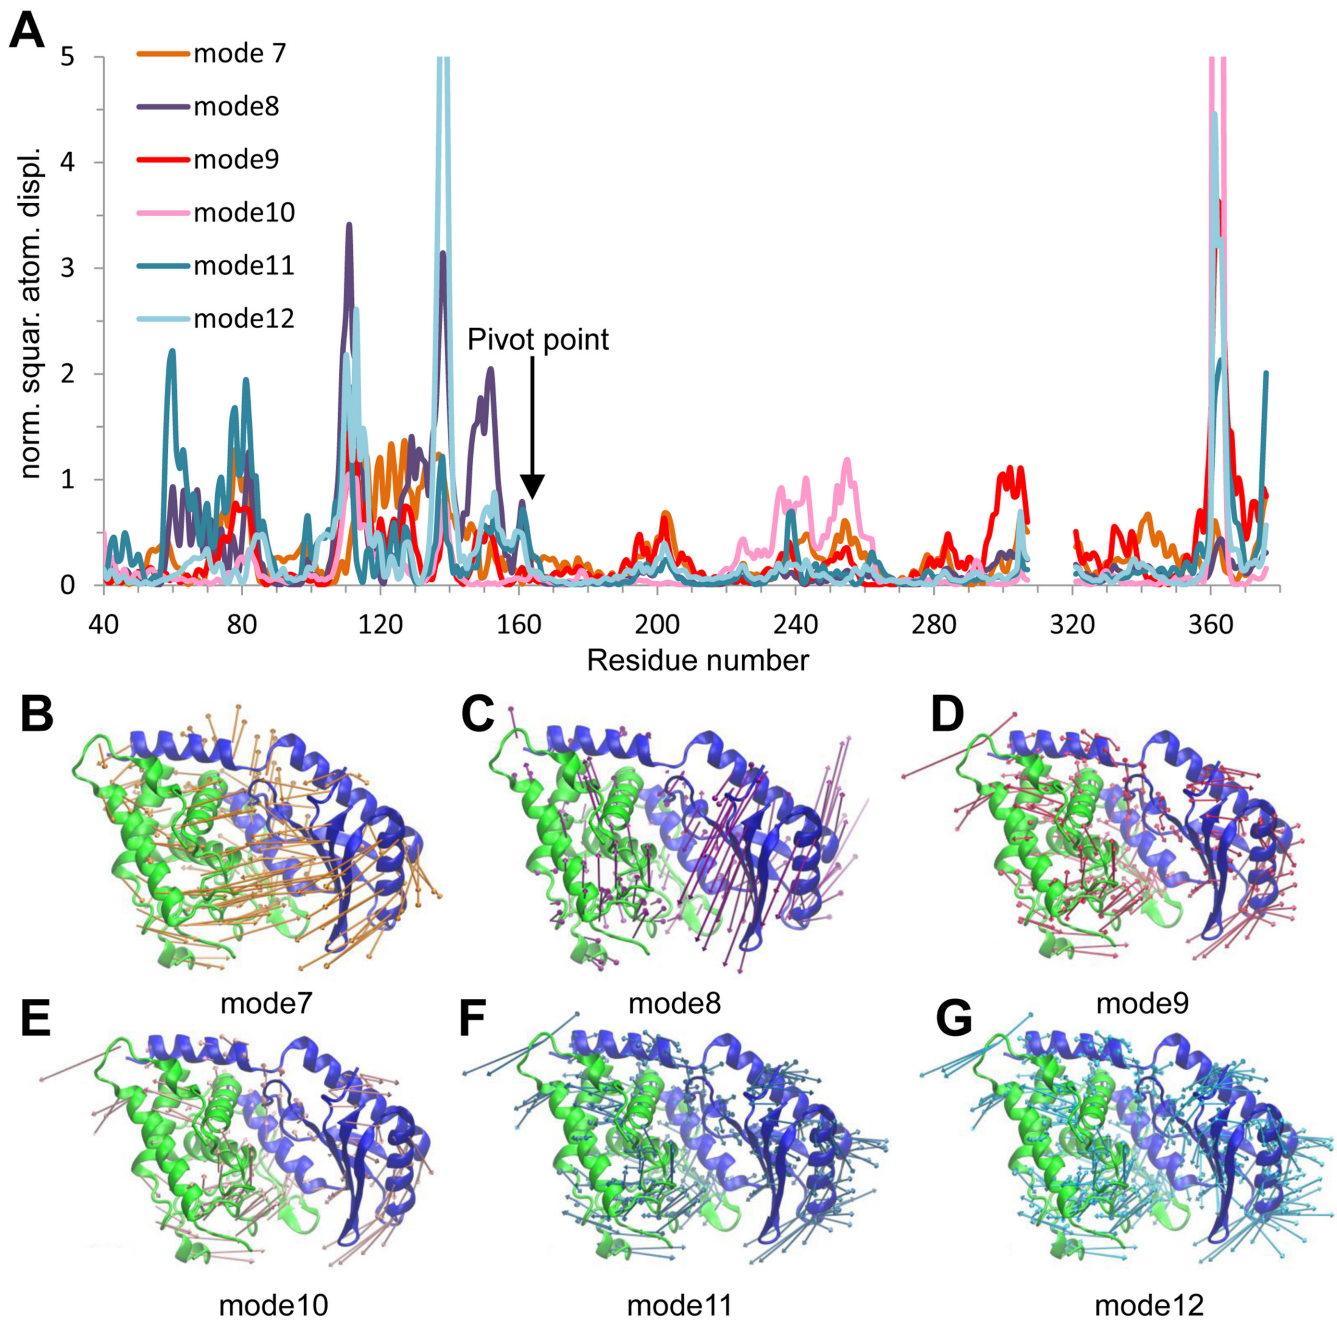 A
5
4
3
2
1
0
norm. squar. atom. displ.
mode 7
mode8
mode9
mode10
mode11
mode12
Pivot point
40 80 120 160 200 240 280 320 360
Residue number
B C D
mode7 mode8 mode9
E F G
mode10 mode11 mode12